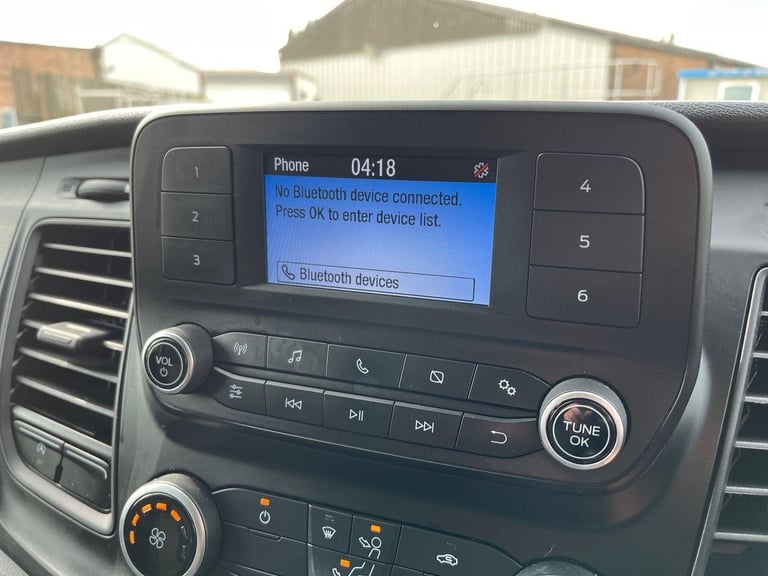 Phone 04:18
No Bluetooth device connected.
Press OK to enter device list.
Bluetooth devices
1
2
3
4
5
6
VOL
TUNE
OK